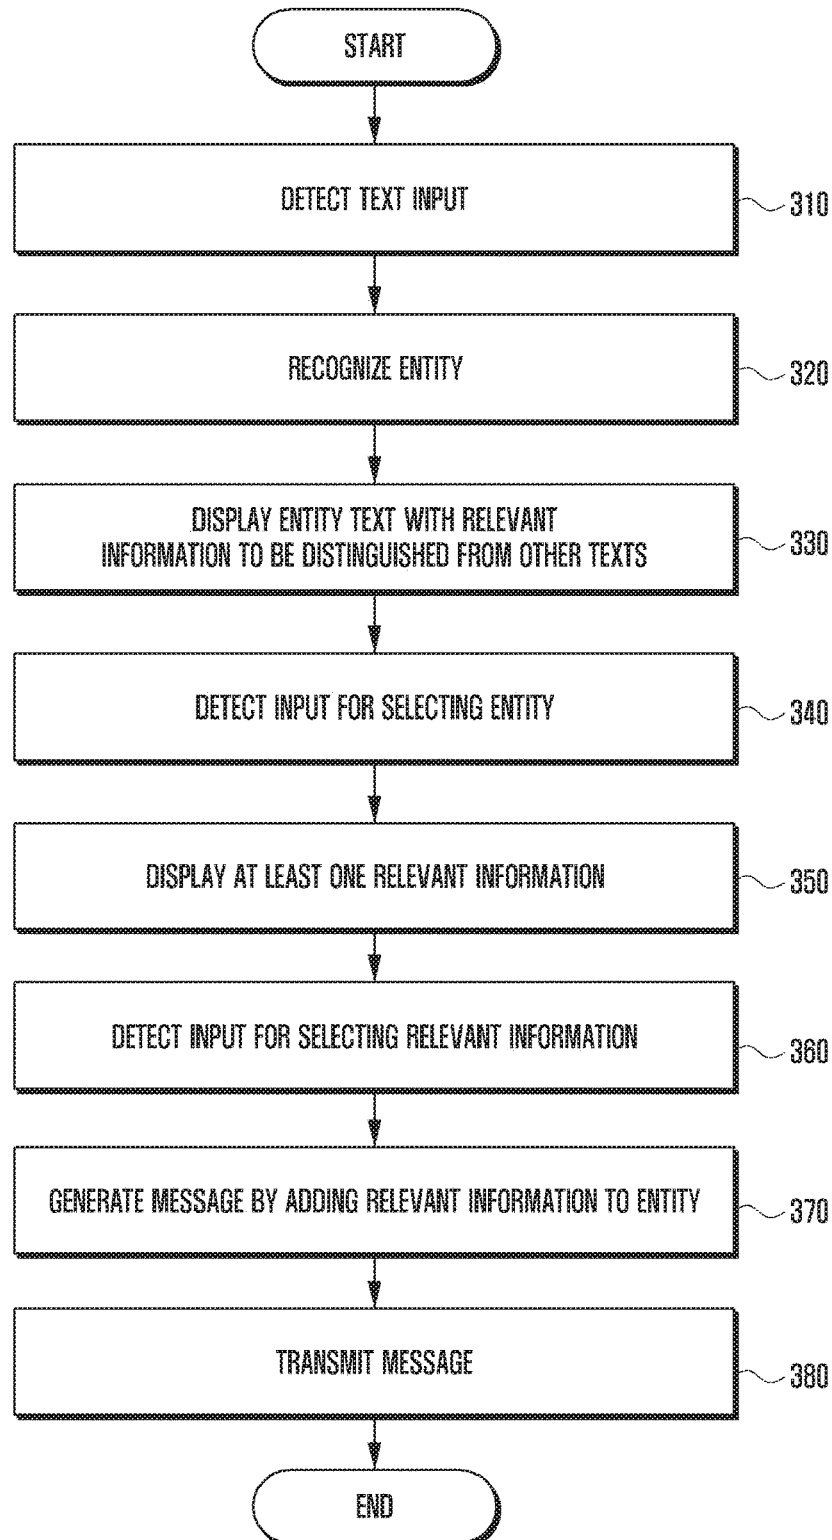 START
DETECT TEXT INPUT
310
RECOGNIZE ENTITY
320
DISPLAY ENTITY TEXT WITH RELEVANT
INFORMATION TO BE DISTINGUISHED FROM OTHER TEXTS
330
DETECT INPUT FOR SELECTING ENTITY
340
DISPLAY AT LEAST ONE RELEVANT INFORMATION
350
DETECT INPUT FOR SELECTING RELEVANT INFORMATION
360
GENERATE MESSAGE BY ADDING RELEVANT INFORMATION TO ENTITY
370
TRANSMIT MESSAGE
380
END